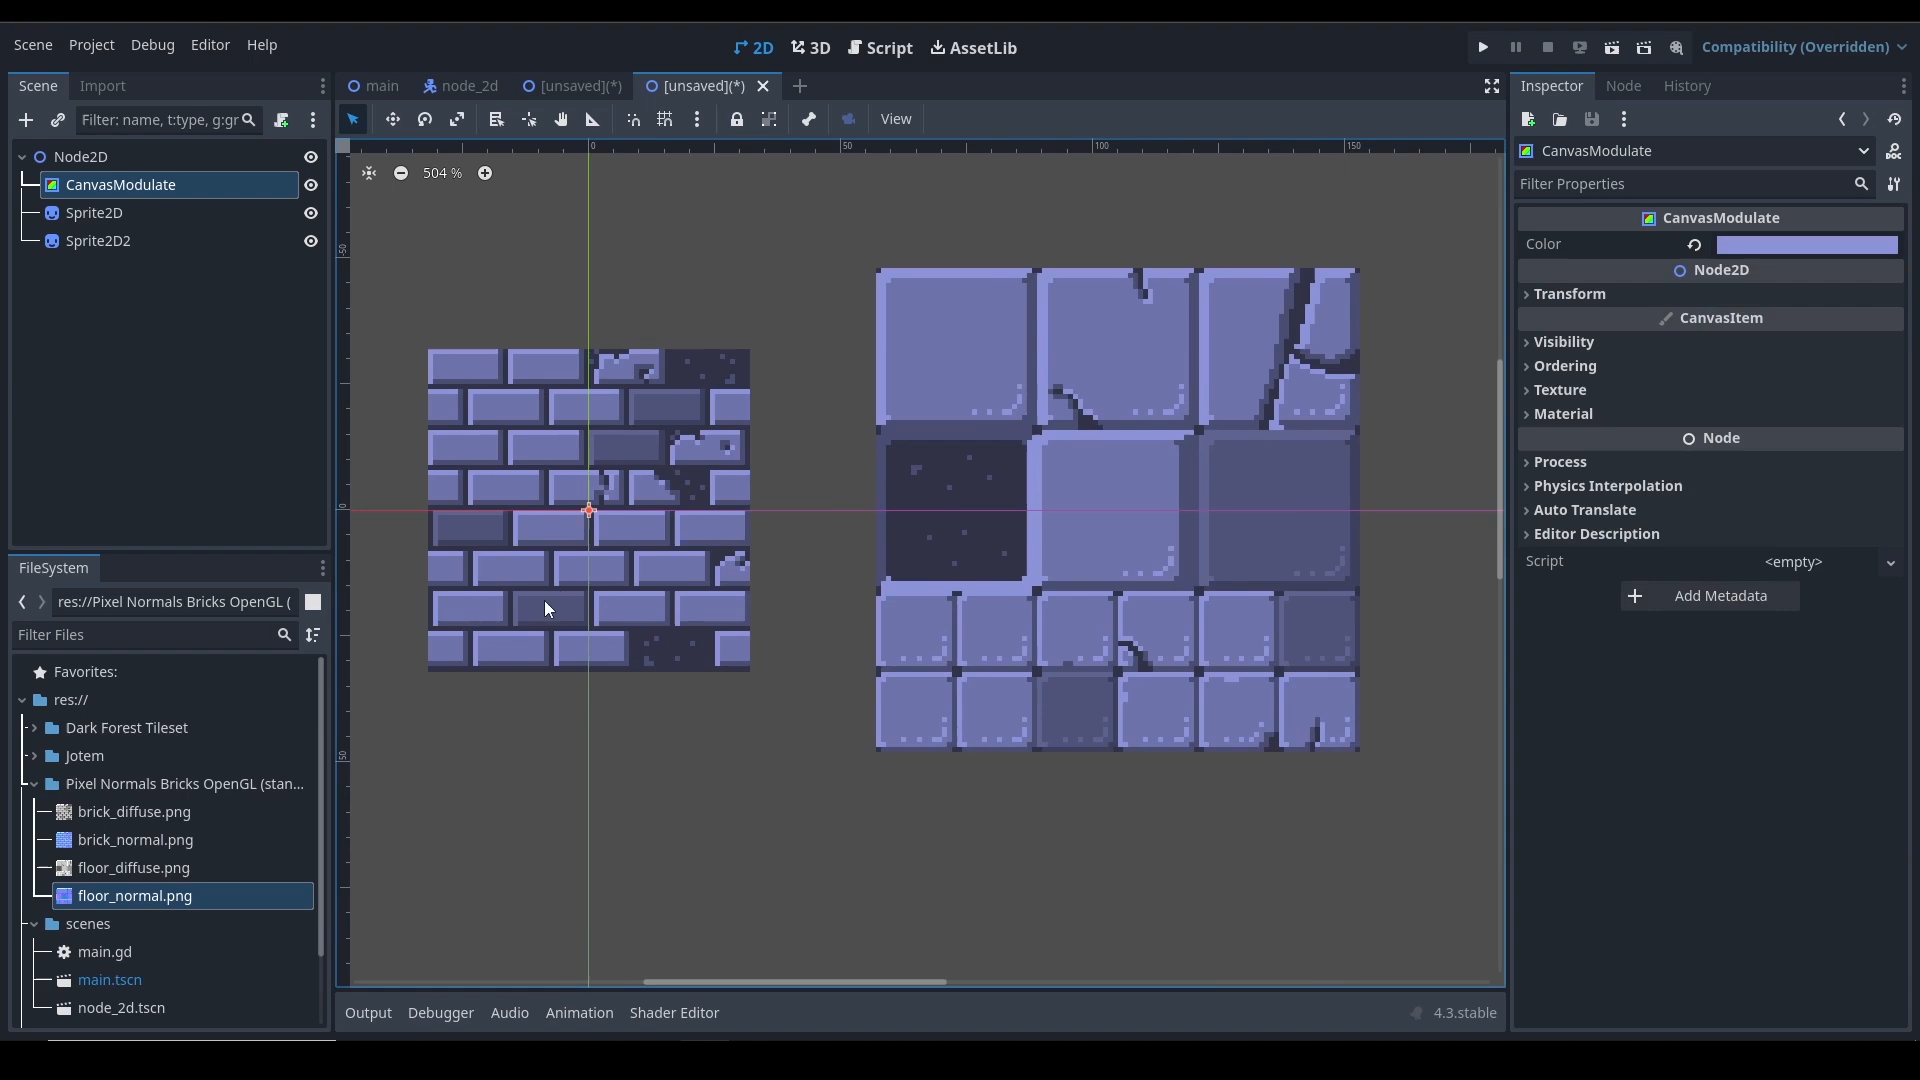 Scene Project Debug Editor Help
2D 3D Script AssetLib
Compatibility (Overridden)
Scene Import
main node_2d [unsaved](*) [unsaved](*)
Inspector Node History
Filter: name, t:type, g:gr
View
Node2D
CanvasModulate
Sprite2D
Sprite2D2
0 50 100 150
504 %
50
0
50
CanvasModulate
Filter Properties
CanvasModulate
Color
Node2D
Transform
CanvasItem
Visibility
Ordering
Texture
Material
Node
Process
Physics Interpolation
Auto Translate
Editor Description
Script <empty>
Add Metadata
FileSystem
res://Pixel Normals Bricks OpenGL (
Filter Files
Favorites:
res://
Dark Forest Tileset
Jotem
Pixel Normals Bricks OpenGL (stan...
brick_diffuse.png
brick_normal.png
floor_diffuse.png
floor_normal.png
scenes
main.gd
main.tscn
node_2d.tscn
Output Debugger Audio Animation Shader Editor
4.3.stable